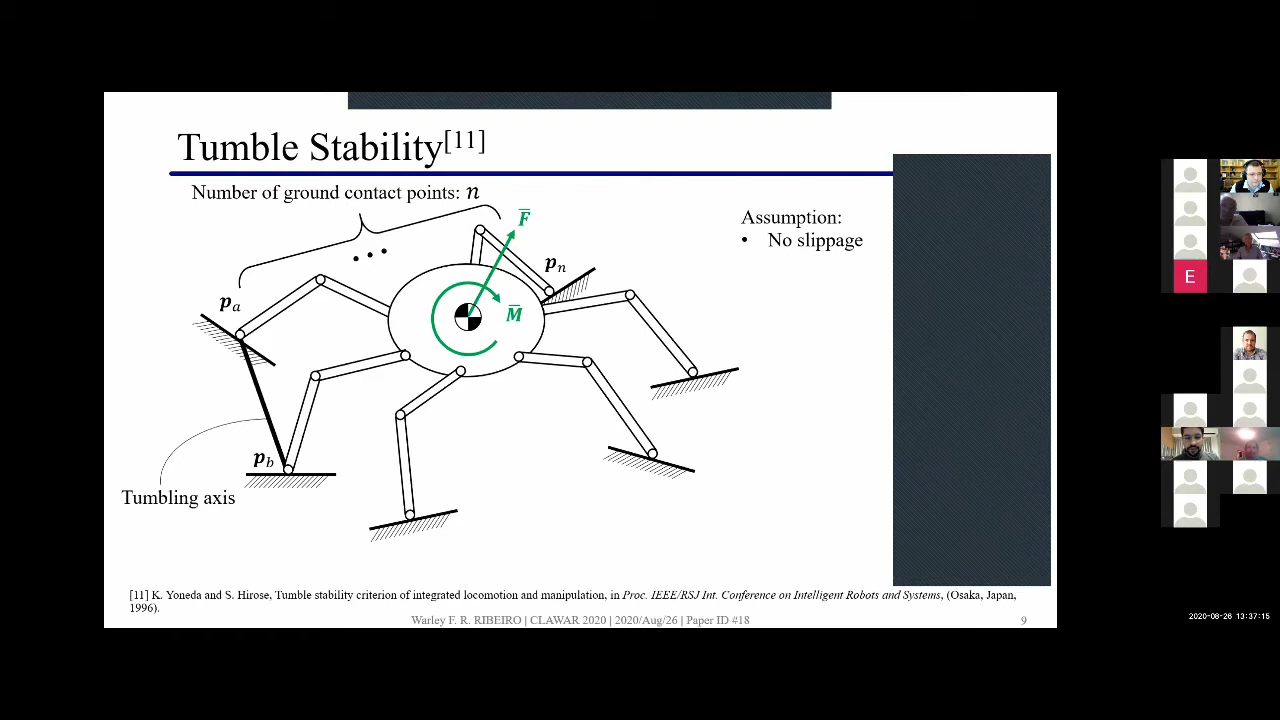 Tumble Stability[11]
Number of ground contact points: n
F̅
Assumption:
• No slippage
...
pₙ
pₐ
M̅
p_b
Tumbling axis
E
[11] K. Yoneda and S. Hirose, Tumble stability criterion of integrated locomotion and manipulation, in Proc. IEEE/RSJ Int. Conference on Intelligent Robots and Systems, (Osaka, Japan,
1996).
Warley F. R. RIBEIRO | CLAWAR 2020 | 2020/Aug/26 | Paper ID #18
9
2020-08-26 13:37:15